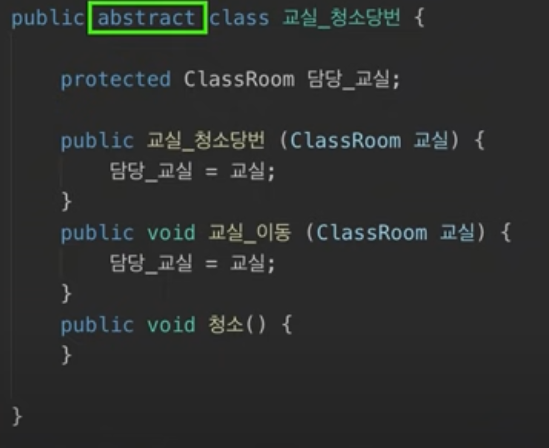 public abstract class 교실_청소당번 {
protected ClassRoom 담당_교실;
public 교실_청소당번 (ClassRoom 교실) {
담당_교실 = 교실;
}
public void 교실_이동 (ClassRoom 교실) {
담당_교실 = 교실;
}
public void 청소() {
}
}